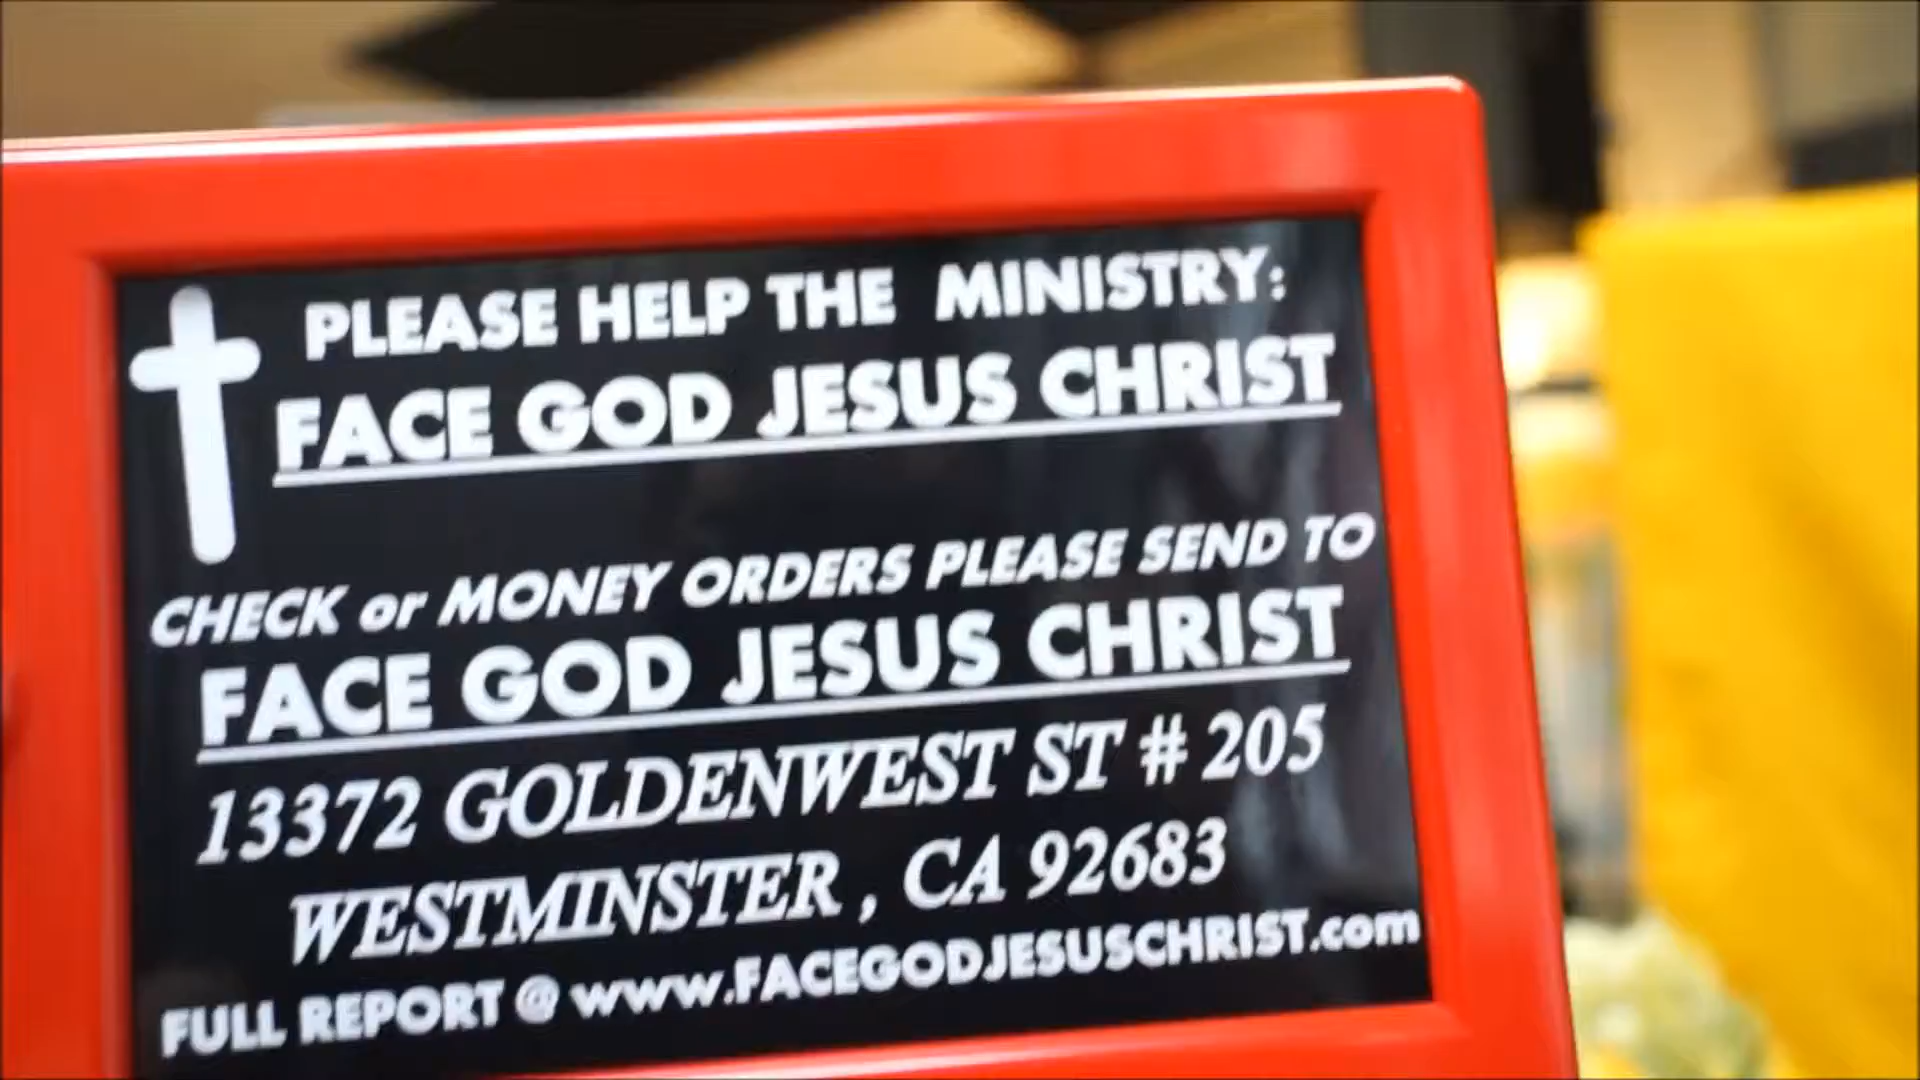 PLEASE HELP THE MINISTRY:
FACE GOD JESUS CHRIST
CHECK or MONEY ORDERS PLEASE SEND TO
FACE GOD JESUS CHRIST
13372 GOLDENWEST ST # 205
WESTMINSTER , CA 92683
FULL REPORT @ www.FACEGODJESUSCHRIST.com